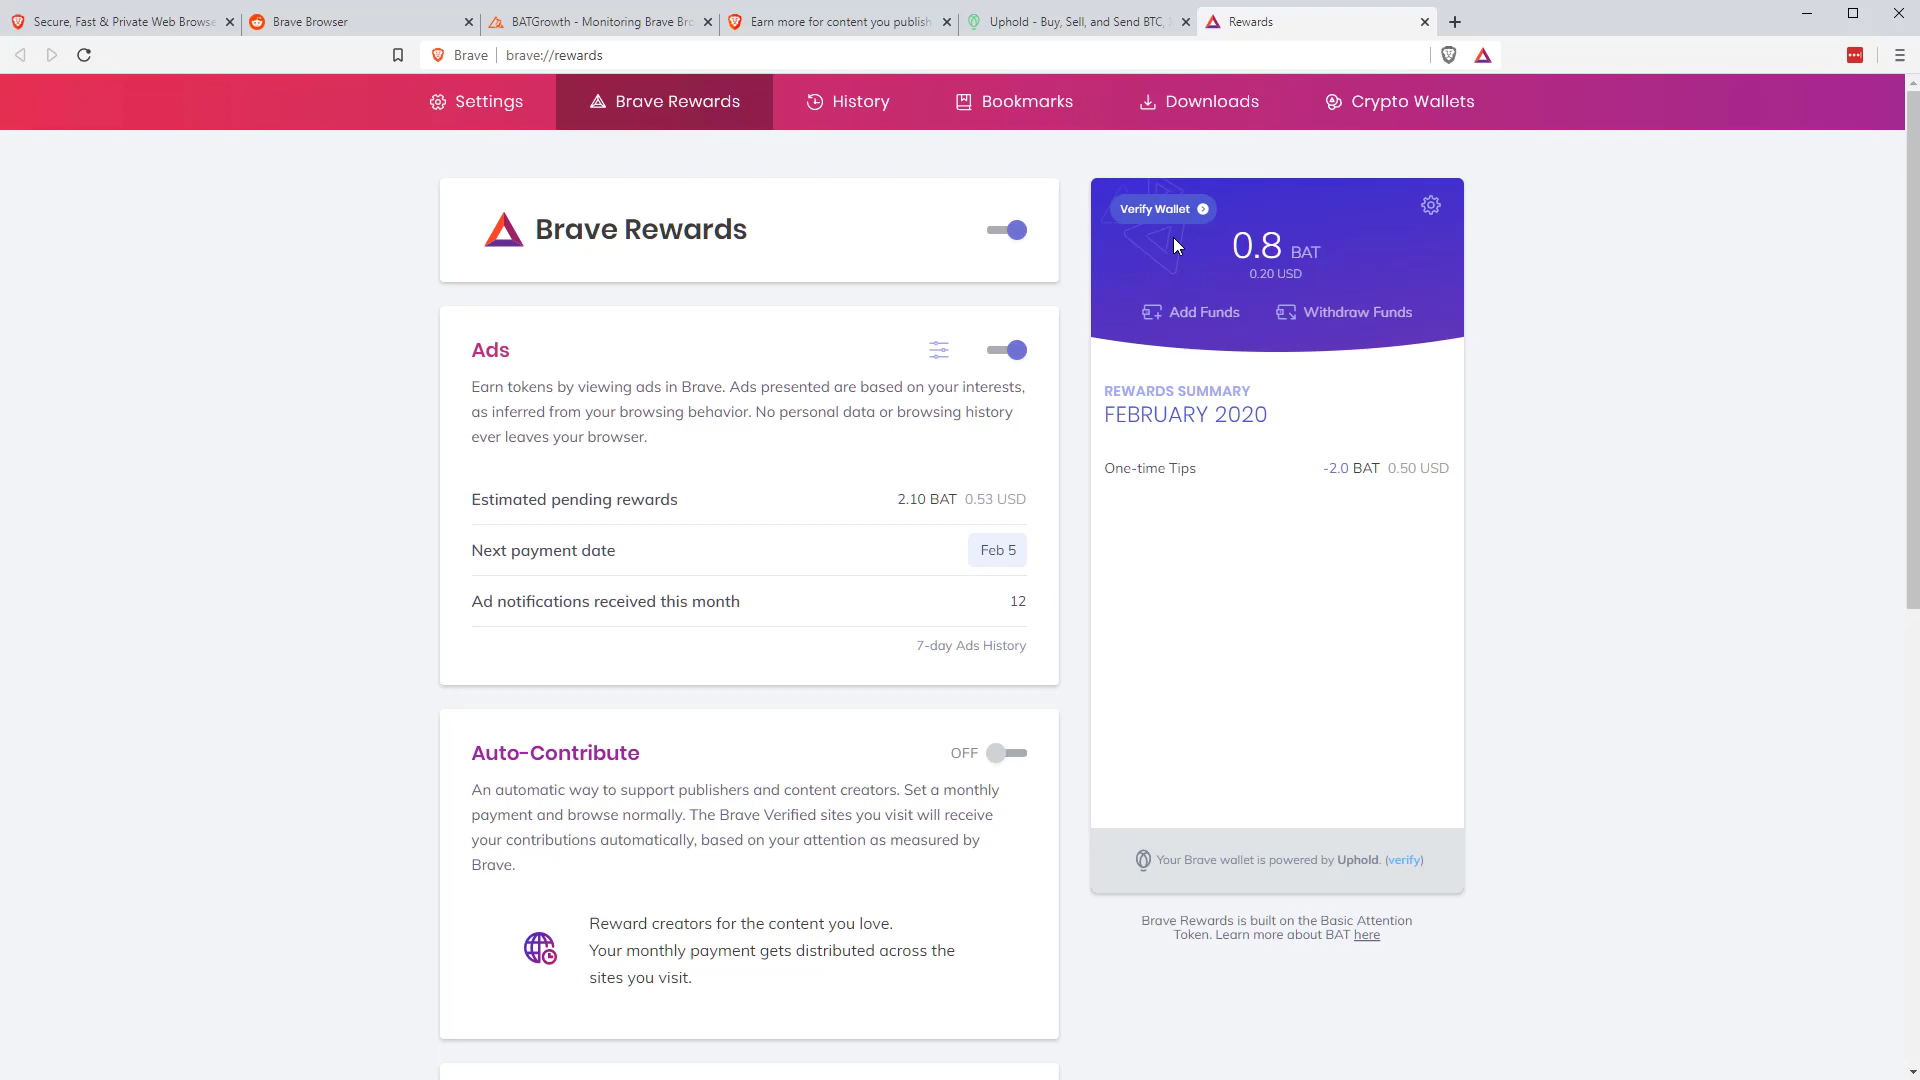 Secure, Fast & Private Web Browse
Brave Browser
BATGrowth - Monitoring Brave Bro
Earn more for content you publish
Uphold - Buy, Sell, and Send BTC,
Rewards
Brave
brave://rewards
Settings
Brave Rewards
History
Bookmarks
Downloads
Crypto Wallets
Brave Rewards
Ads
Earn tokens by viewing ads in Brave. Ads presented are based on your interests,
as inferred from your browsing behavior. No personal data or browsing history
ever leaves your browser.
Estimated pending rewards 2.10 BAT 0.53 USD
Next payment date Feb 5
Ad notifications received this month 12
7-day Ads History
Auto-Contribute OFF
An automatic way to support publishers and content creators. Set a monthly
payment and browse normally. The Brave Verified sites you visit will receive
your contributions automatically, based on your attention as measured by
Brave.
Reward creators for the content you love.
Your monthly payment gets distributed across the
sites you visit.
Verify Wallet
0.8 BAT
0.20 USD
Add Funds
Withdraw Funds
REWARDS SUMMARY
FEBRUARY 2020
One-time Tips -2.0 BAT 0.50 USD
Your Brave wallet is powered by Uphold. (verify)
Brave Rewards is built on the Basic Attention
Token. Learn more about BAT here